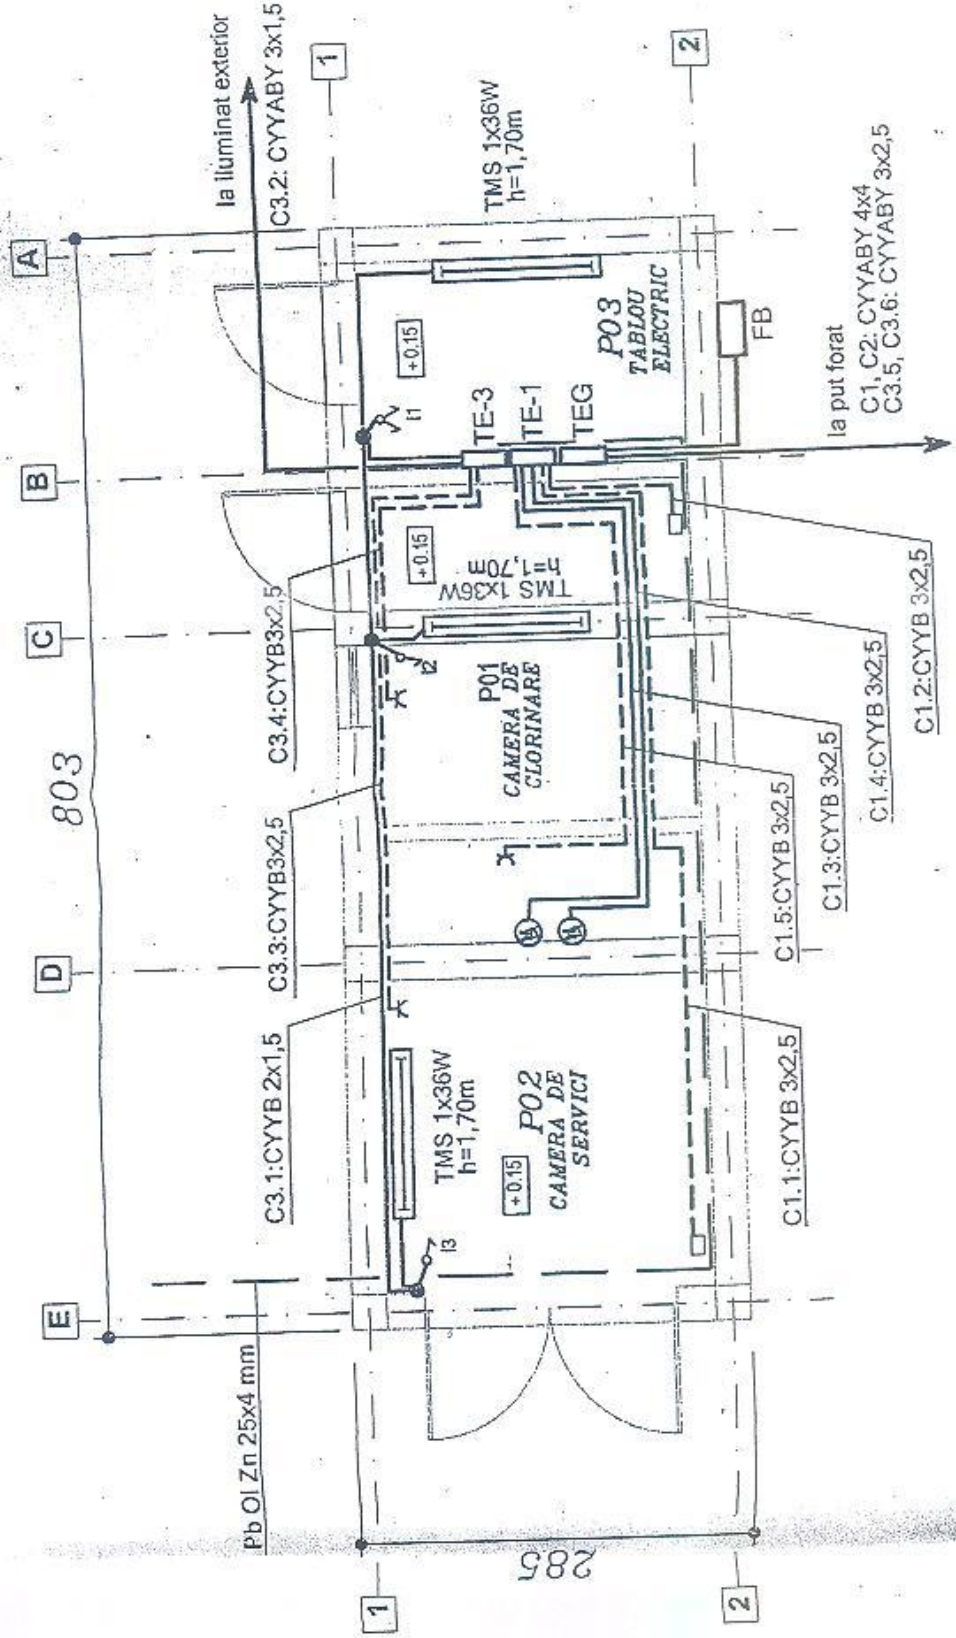 la iluminat exterior
C3.2: CYYABY 3x1,5
A
B
C
D
E
1
2
803
TMS 1x36W
h=1,70m
P03
TABLOU
ELECTRIC
+0.15
I1
TE-3
TE-1
TEG
FB
la put forat
C1, C2: CYYABY 4x4
C3.5, C3.6: CYYABY 3x2,5
+0.15
TMS 1x36W
h=1,70m
C3.4:CYYB3x2,5
I2
P01
CAMERA DE
CLORINARE
C3.3:CYYB3x2,5
C3.1:CYYB 2x1,5
C1.2:CYYB 3x2,5
C1.4:CYYB 3x2,5
C1.3:CYYB 3x2,5
C1.5:CYYB 3x2,5
C1.1:CYYB 3x2,5
TMS 1x36W
h=1,70m
+0.15
P02
CAMERA DE
SERVICI
I3
Pb Ol Zn 25x4 mm
285
1
2